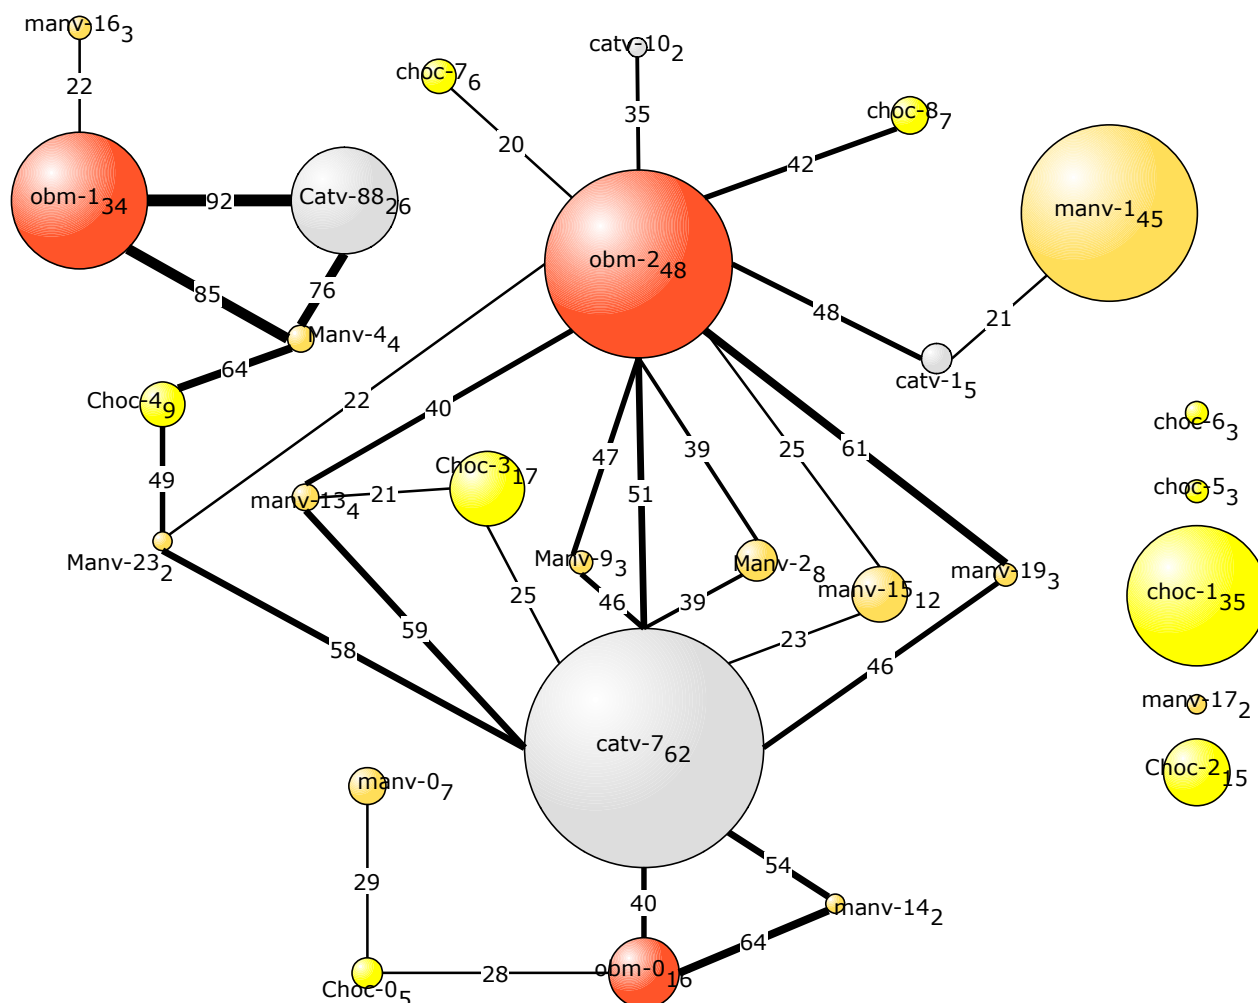 manv-16₃
catv-10₂
choc-7₆
22
choc-8₇
35
20
42
obm-1₃₄
92
Catv-88₂₆
manv-1₄₅
obm-2₄₈
85
76
48
21
Manv-4₄
64
catv-1₅
Choc-4₉
22
40
choc-6₃
47
39
25
61
Choc-3₁₇
49
manv-13₄
21
51
choc-5₃
Manv-23₂
Manv-9₃
Manv-2₈
manv-15₁₂
manv-19₃
25
46
39
choc-1₃₅
58
59
23
46
manv-17₂
catv-7₆₂
Choc-2₁₅
manv-0₇
54
29
40
manv-14₂
64
28
obm-0₁₆
Choc-0₅